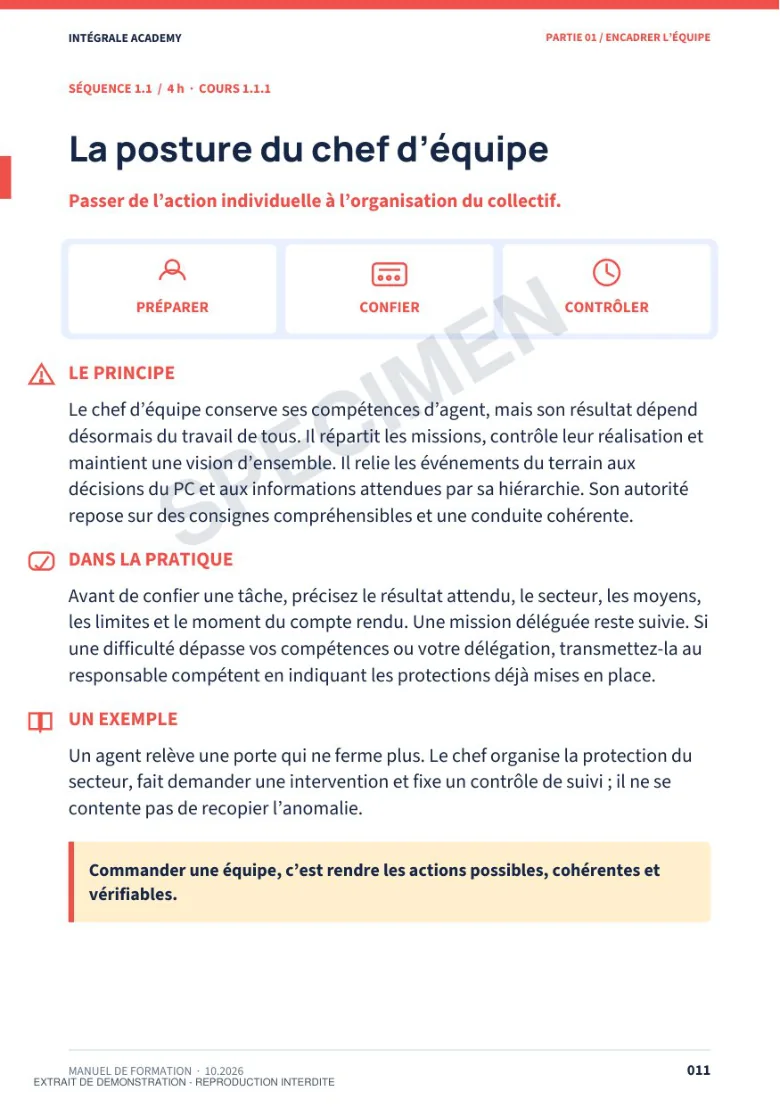 INTÉGRALE ACADEMY
PARTIE 01 / ENCADRER L’ÉQUIPE
SÉQUENCE 1.1 / 4 h · COURS 1.1.1
La posture du chef d’équipe
Passer de l’action individuelle à l’organisation du collectif.
PRÉPARER
CONFIER
CONTRÔLER
SPECIMEN
LE PRINCIPE
Le chef d’équipe conserve ses compétences d’agent, mais son résultat dépend
désormais du travail de tous. Il répartit les missions, contrôle leur réalisation et
maintient une vision d’ensemble. Il relie les événements du terrain aux
décisions du PC et aux informations attendues par sa hiérarchie. Son autorité
repose sur des consignes compréhensibles et une conduite cohérente.
DANS LA PRATIQUE
Avant de confier une tâche, précisez le résultat attendu, le secteur, les moyens,
les limites et le moment du compte rendu. Une mission déléguée reste suivie. Si
une difficulté dépasse vos compétences ou votre délégation, transmettez-la au
responsable compétent en indiquant les protections déjà mises en place.
UN EXEMPLE
Un agent relève une porte qui ne ferme plus. Le chef organise la protection du
secteur, fait demander une intervention et fixe un contrôle de suivi ; il ne se
contente pas de recopier l’anomalie.
Commander une équipe, c’est rendre les actions possibles, cohérentes et
vérifiables.
MANUEL DE FORMATION · 10.2026
011
EXTRAIT DE DEMONSTRATION - REPRODUCTION INTERDITE